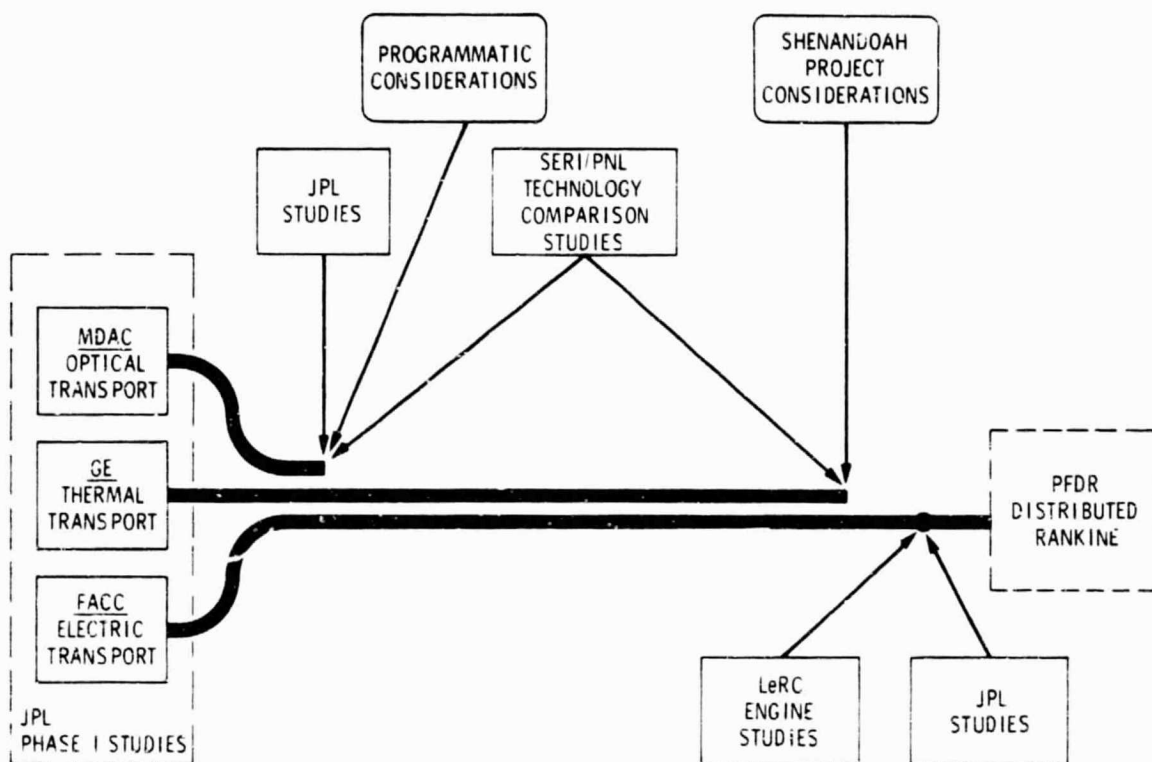 PROGRAMMATIC
CONSIDERATIONS
SHENANDOAH
PROJECT
CONSIDERATIONS
JPL
STUDIES
SERI/PNL
TECHNOLOGY
COMPARISON
STUDIES
MDAC
OPTICAL
TRANSPORT
GE
THERMAL
TRANSPORT
FACC
ELECTRIC
TRANSPORT
JPL
PHASE I STUDIES
PFDR
DISTRIBUTED
RANKINE
LeRC
ENGINE
STUDIES
JPL
STUDIES